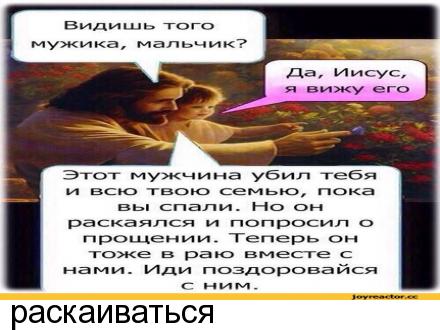 Видишь того
мужика, мальчик?
Да, Иисус,
я вижу его
Этот мужчина убил тебя
и всю твою семью, пока
вы спали. Но он
раскаялся и попросил о
прощении. Теперь он
тоже в раю вместе с
нами. Иди поздоровайся
с ним.
joyreactor.cc
раскаиваться